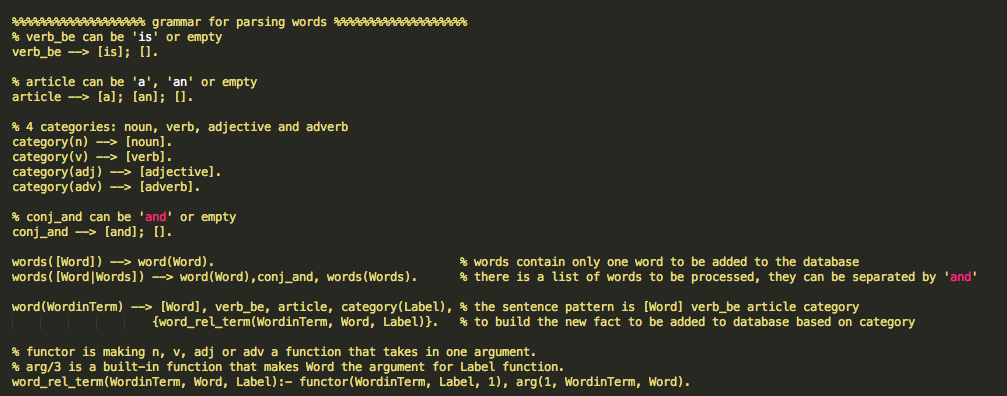 %%%%%%%%%%%%%%%%%%%% grammar for parsing words %%%%%%%%%%%%%%%%%%%%
% verb_be can be 'is' or empty
verb_be --> [is]; [].
% article can be 'a', 'an' or empty
article --> [a]; [an]; [].
% 4 categories: noun, verb, adjective and adverb
category(n) --> [noun].
category(v) --> [verb].
category(adj) --> [adjective].
category(adv) --> [adverb].
% conj_and can be 'and' or empty
conj_and --> [and]; [].
words([Word]) --> word(Word). % words contain only one word to be added to the database
words([Word|Words]) --> word(Word),conj_and, words(Words). % there is a list of words to be processed, they can be separated by 'and'
word(WordinTerm) --> [Word], verb_be, article, category(Label), % the sentence pattern is [Word] verb_be article category
{word_rel_term(WordinTerm, Word, Label)}. % to build the new fact to be added to database based on category
% functor is making n, v, adj or adv a function that takes in one argument.
% arg/3 is a built-in function that makes Word the argument for Label function.
word_rel_term(WordinTerm, Word, Label):- functor(WordinTerm, Label, 1), arg(1, WordinTerm, Word).